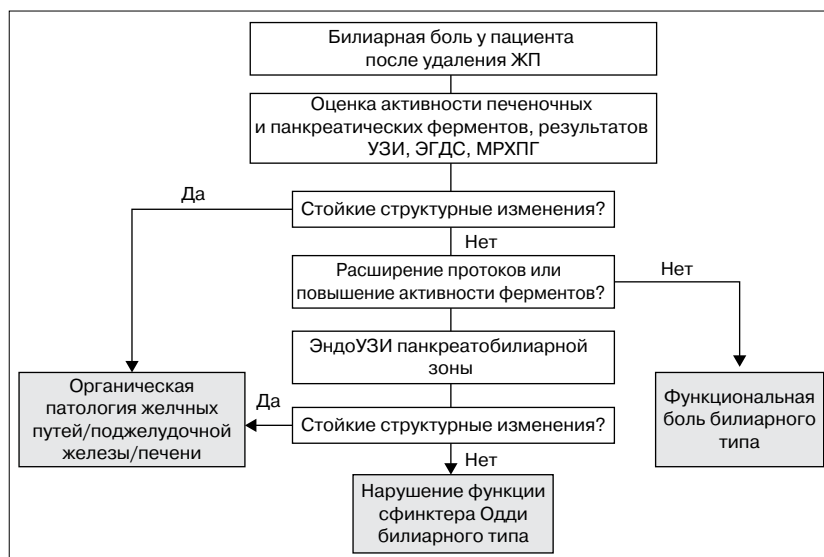 Билиарная боль у пациента
после удаления ЖП
Оценка активности печеночных
и панкреатических ферментов, результатов
УЗИ, ЭГДС, МРХПГ
Да
Стойкие структурные изменения?
Нет
Расширение протоков или
повышение активности ферментов?
Нет
ЭндоУЗИ панкреатобилиарной
зоны
Органическая
патология желчных
путей/поджелудочной
железы/печени
Да
Стойкие структурные изменения?
Функциональная
боль билиарного
типа
Нет
Нарушение функции
сфинктера Одди
билиарного типа